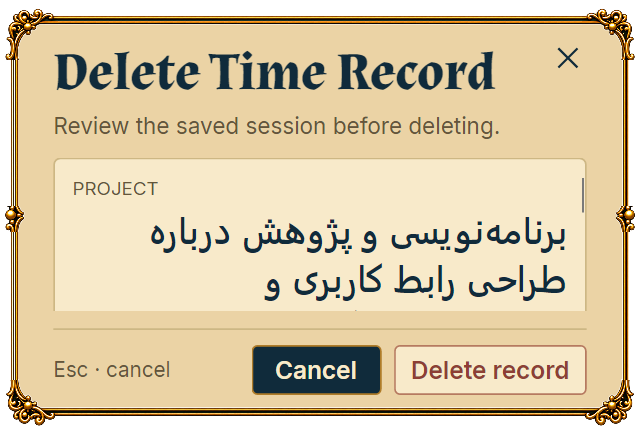 Delete Time Record
Review the saved session before deleting.
PROJECT
برنامه‌نویسی و پژوهش درباره
طراحی رابط کاربری و
Esc · cancel
Cancel
Delete record